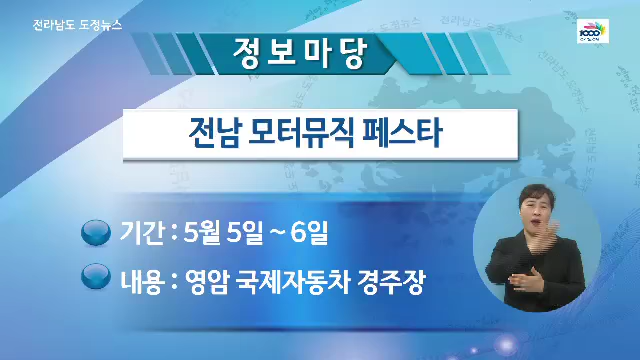 전라남도 도정뉴스
정보마당
전남 모터뮤직 페스타
기간 : 5월 5일 ~ 6일
내용 : 영암 국제자동차 경주장